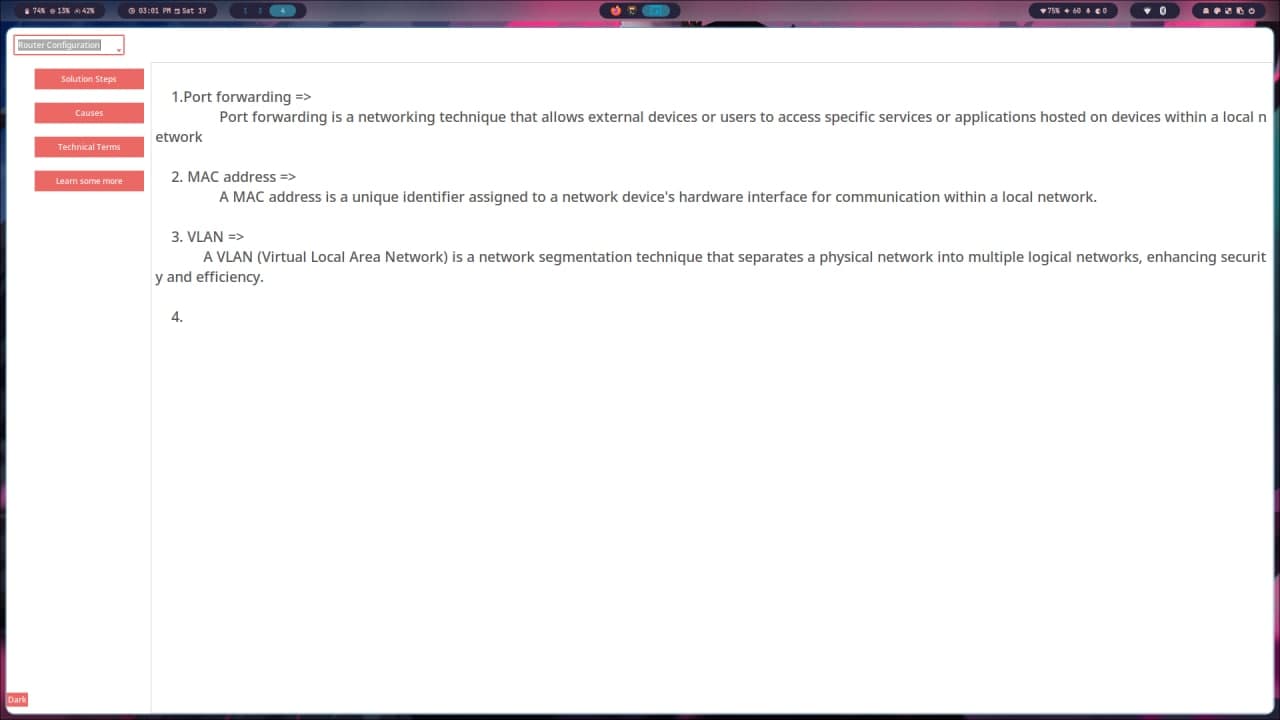 74% 13% 42% 03:01 PM Sat 19 4 75% 60 0
Router Configuration
Solution Steps
Causes
Technical Terms
Learn some more
1.Port forwarding =>
Port forwarding is a networking technique that allows external devices or users to access specific services or applications hosted on devices within a local n
etwork
2. MAC address =>
A MAC address is a unique identifier assigned to a network device's hardware interface for communication within a local network.
3. VLAN =>
A VLAN (Virtual Local Area Network) is a network segmentation technique that separates a physical network into multiple logical networks, enhancing securit
y and efficiency.
4.
Dark